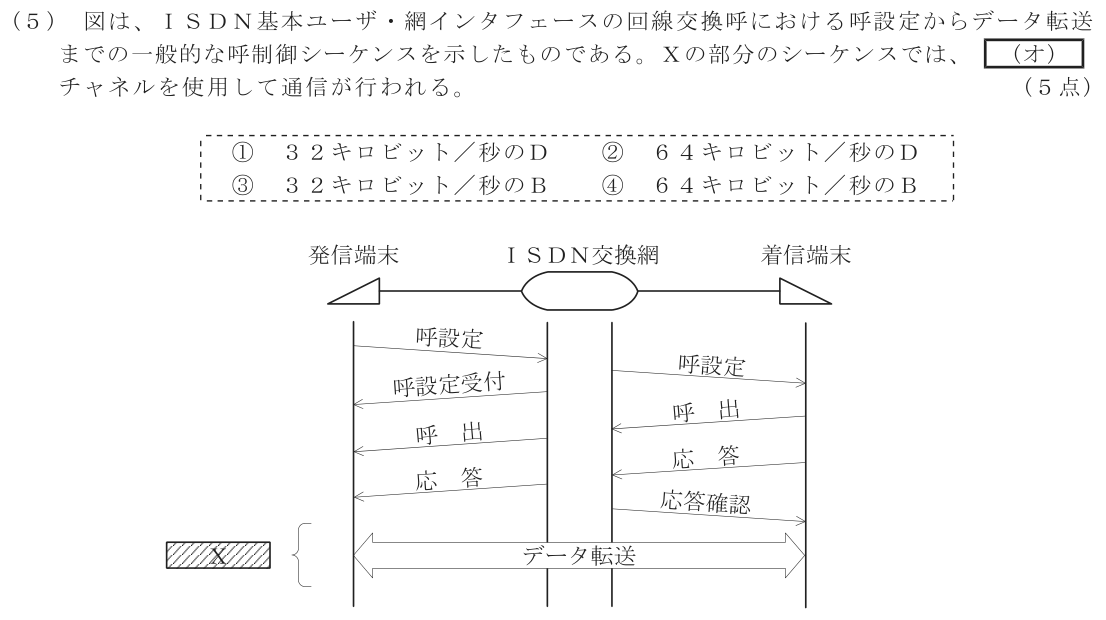 （５） 図は、ＩＳＤＮ基本ユーザ・網インタフェースの回線交換呼における呼設定からデータ転送
までの一般的な呼制御シーケンスを示したものである。Ｘの部分のシーケンスでは、 （オ）
チャネルを使用して通信が行われる。 （５点）
① ３２キロビット／秒のＤ ② ６４キロビット／秒のＤ
③ ３２キロビット／秒のＢ ④ ６４キロビット／秒のＢ
発信端末 ＩＳＤＮ交換網 着信端末
呼設定
呼設定
呼設定受付
呼 出
呼 出
応 答
応 答
応答確認
Ｘ データ転送